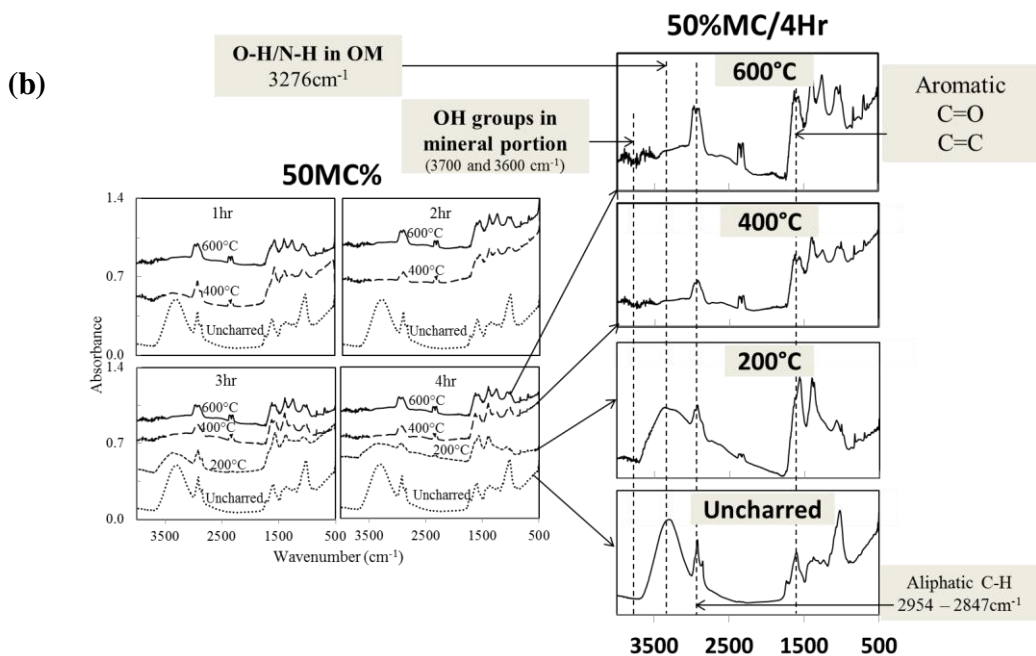 (b)
50%MC/4Hr
O-H/N-H in OM
3276cm-1
OH groups in
mineral portion
(3700 and 3600 cm-1)
600°C
Aromatic
C=O
C=C
50MC%
1.4
0.7
0.0
Absorbance
1hr
600°C
400°C
Uncharred
2hr
600°C
400°C
Uncharred
1.4
0.7
0.0
3hr
600°C
400°C
200°C
Uncharred
4hr
600°C
400°C
200°C
Uncharred
3500 2500 1500 500
3500 2500 1500 500
Wavenumber (cm-1)
400°C
200°C
Uncharred
Aliphatic C-H
2954 – 2847cm-1
3500 2500 1500 500